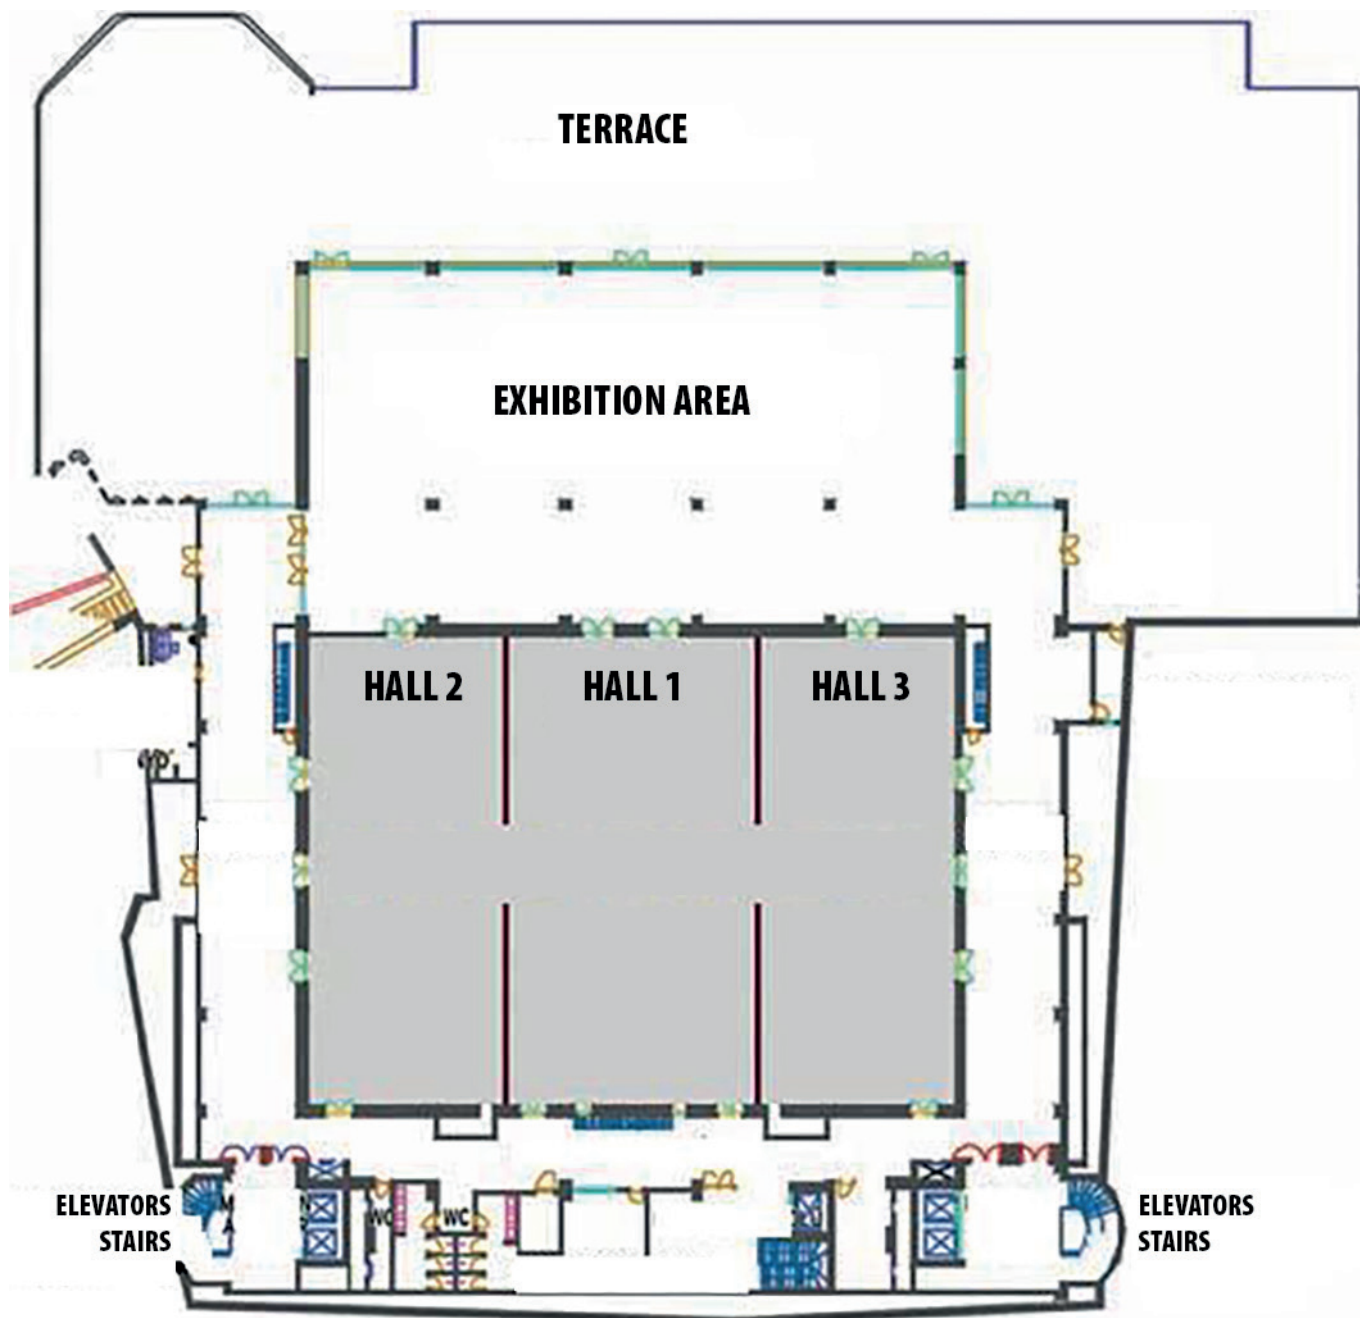 TERRACE
EXHIBITION AREA
HALL 2
HALL 1
HALL 3
ELEVATORS
STAIRS
WC
WC
ELEVATORS
STAIRS